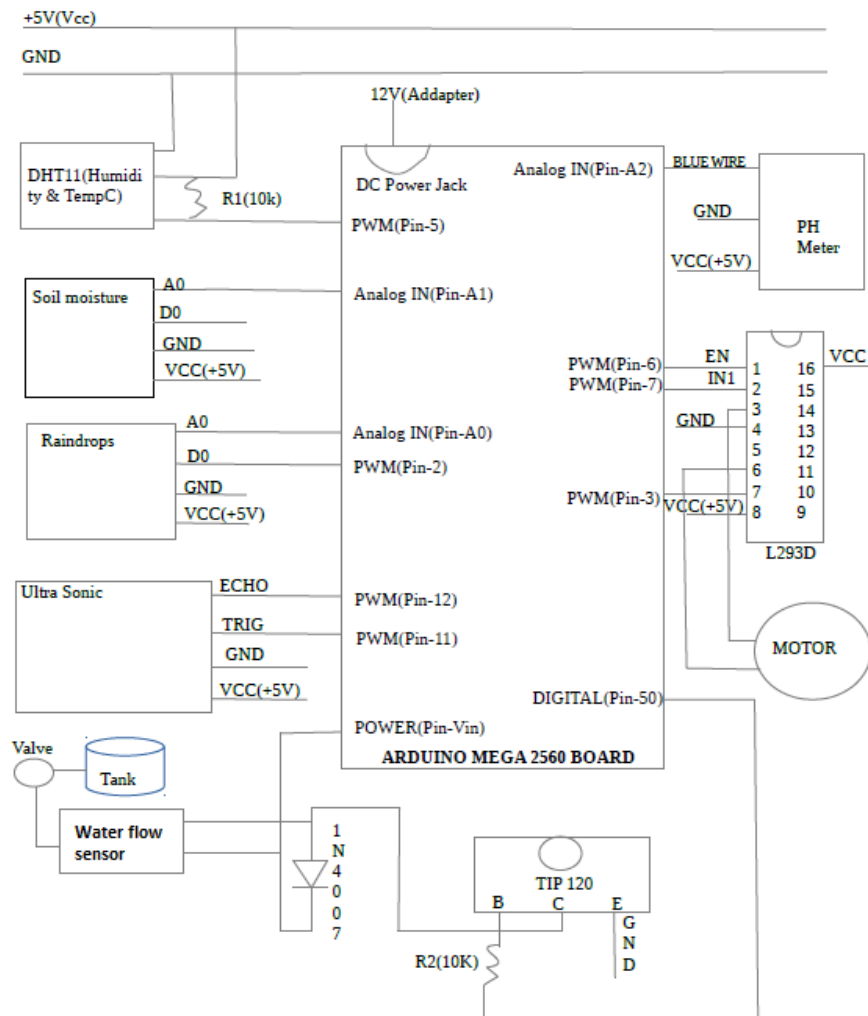 +5V(Vcc)
GND
12V(Addapter)
DHT11(Humidi
ty & TempC)
R1(10k)
DC Power Jack
PWM(Pin-5)
Analog IN(Pin-A2)
BLUE WIRE
GND
VCC(+5V)
PH
Meter
Soil moisture
A0
D0
GND
VCC(+5V)
Analog IN(Pin-A1)
PWM(Pin-6)
PWM(Pin-7)
EN
IN1
GND
VCC(+5V)
VCC
1 16
2 15
3 14
4 13
5 12
6 11
7 10
8 9
L293D
Raindrops
A0
D0
GND
VCC(+5V)
Analog IN(Pin-A0)
PWM(Pin-2)
PWM(Pin-3)
Ultra Sonic
ECHO
TRIG
GND
VCC(+5V)
PWM(Pin-12)
PWM(Pin-11)
MOTOR
DIGITAL(Pin-50)
POWER(Pin-Vin)
ARDUINO MEGA 2560 BOARD
Valve
Tank
Water flow
sensor
1
N
4
0
0
7
TIP 120
B C E
G
N
D
R2(10K)